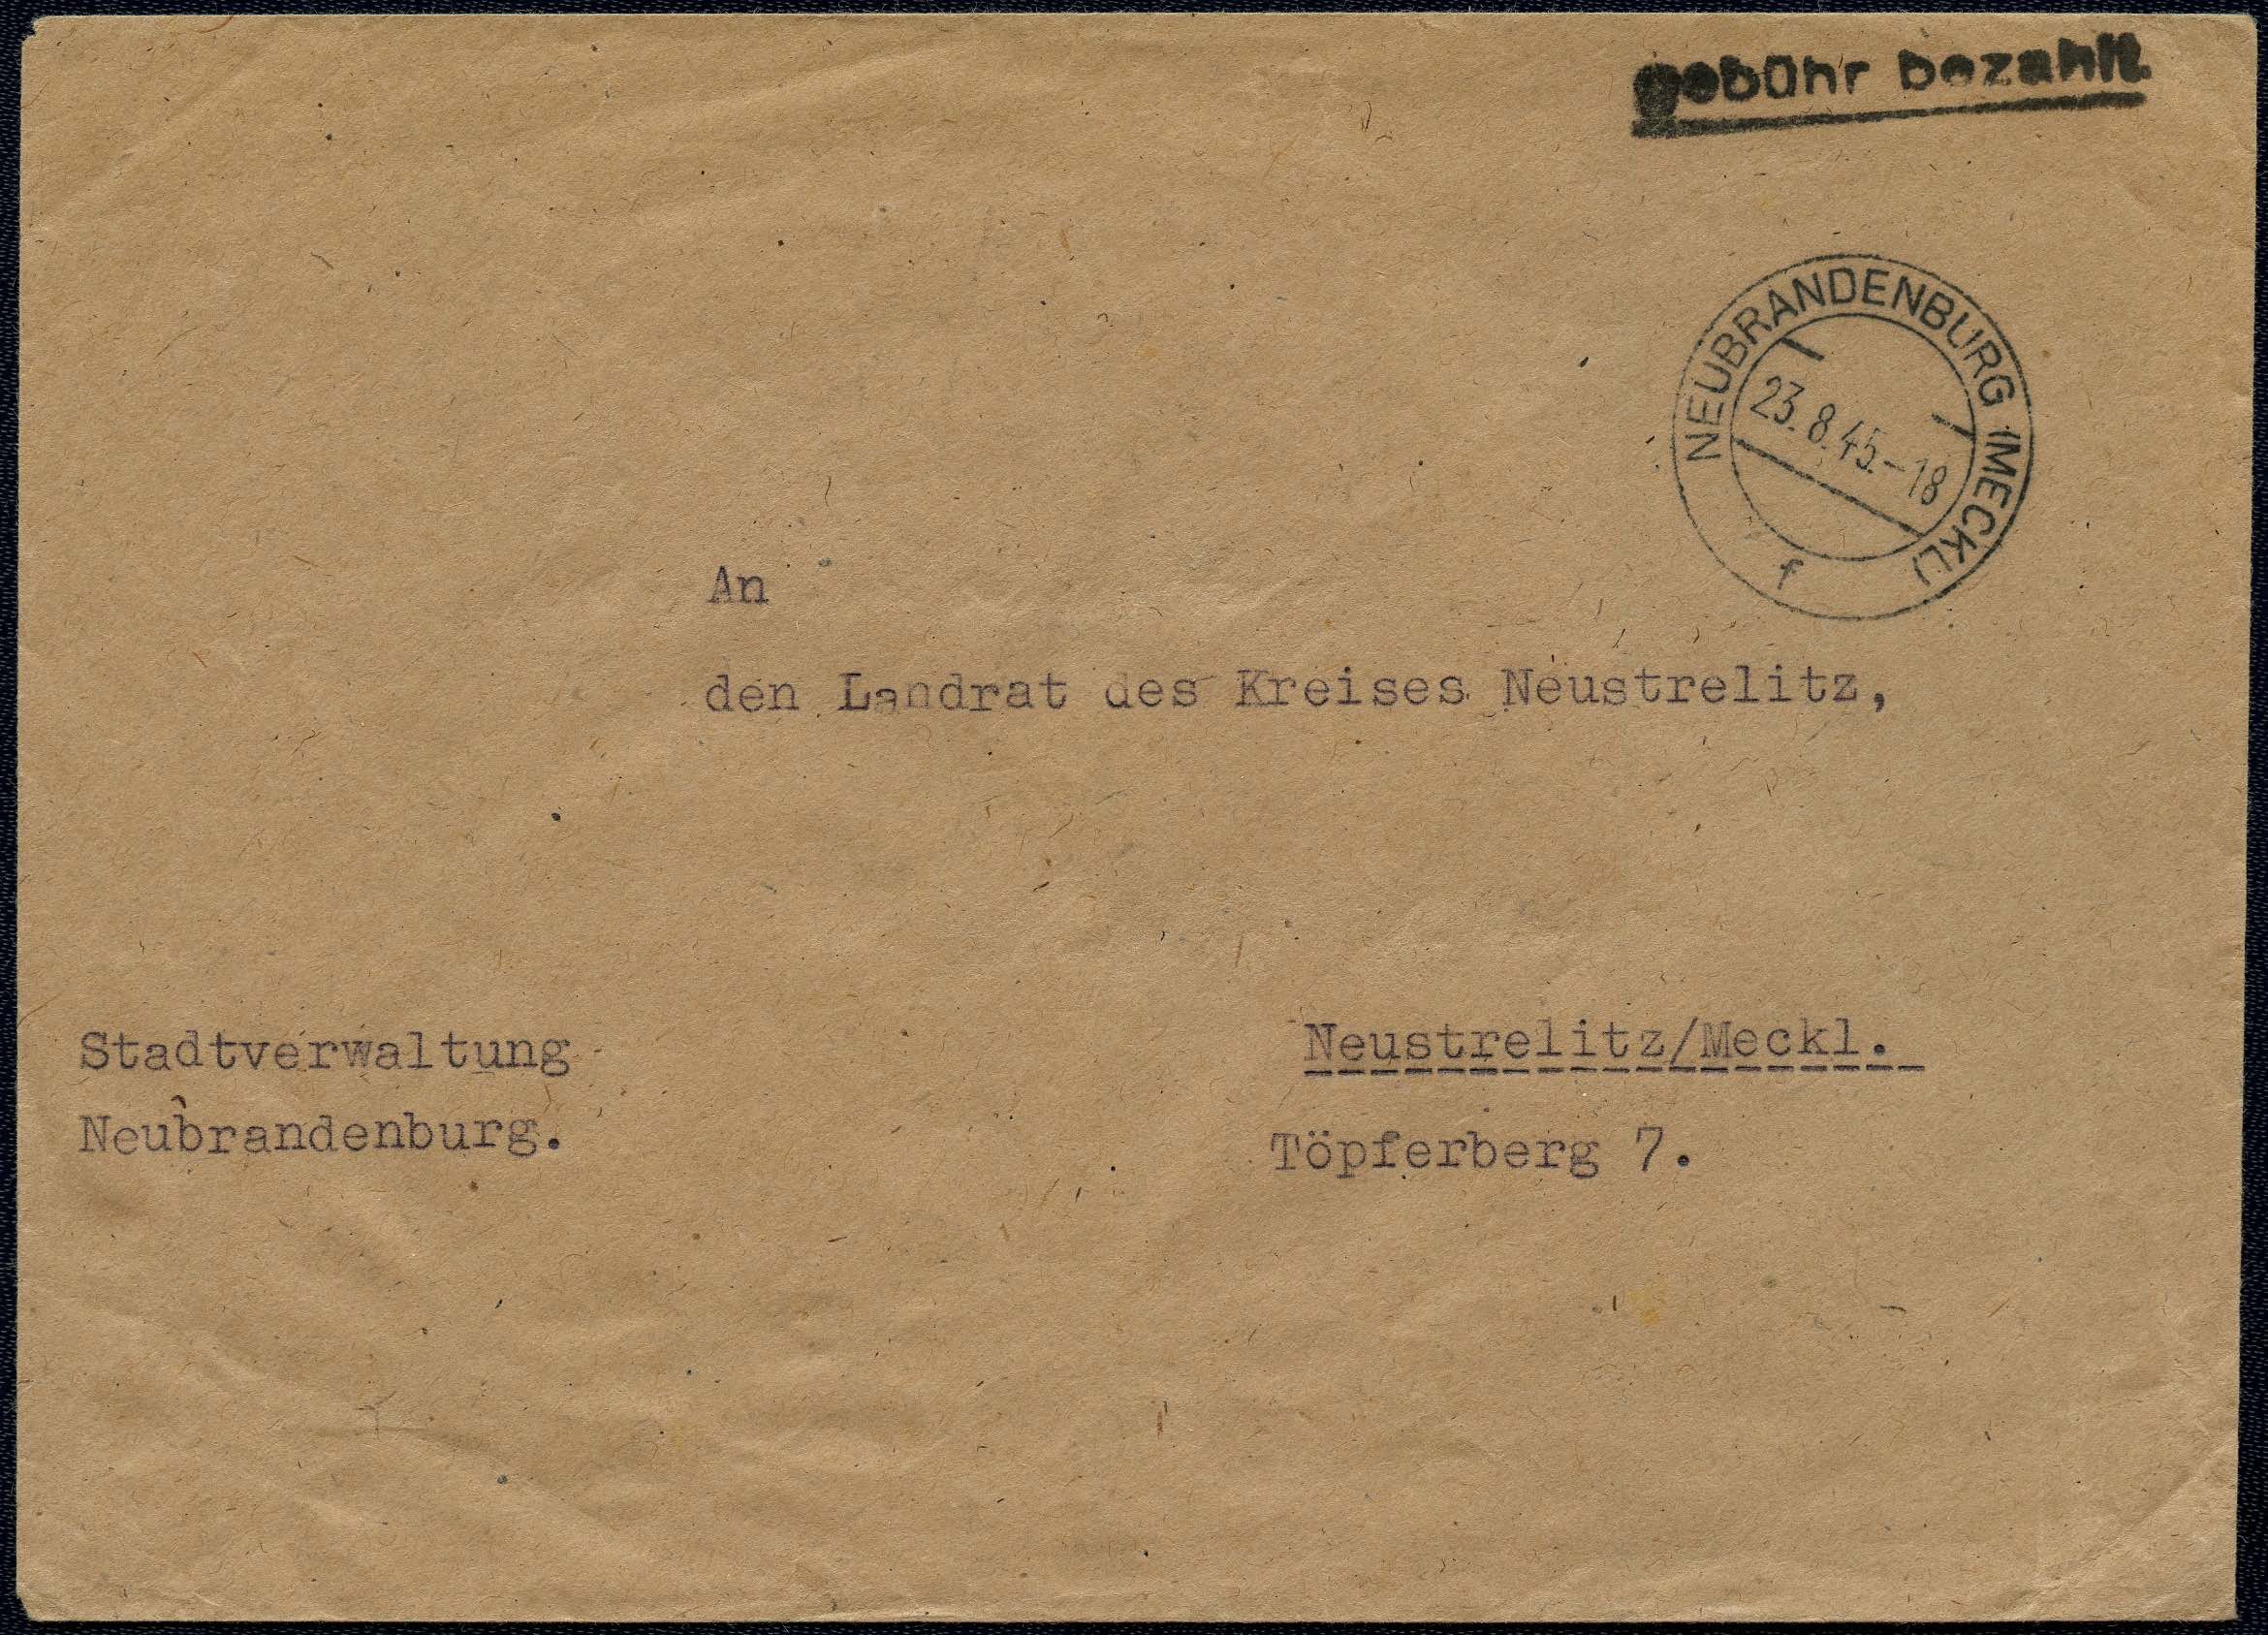 gebühr bezahlt.
NEUBRANDENBURG (MECKL)
23.8.45.-18
f
An
den Landrat des Kreises Neustrelitz,
Stadtverwaltung
Neubrandenburg.
Neustrelitz/Meckl.
Töpferberg 7.